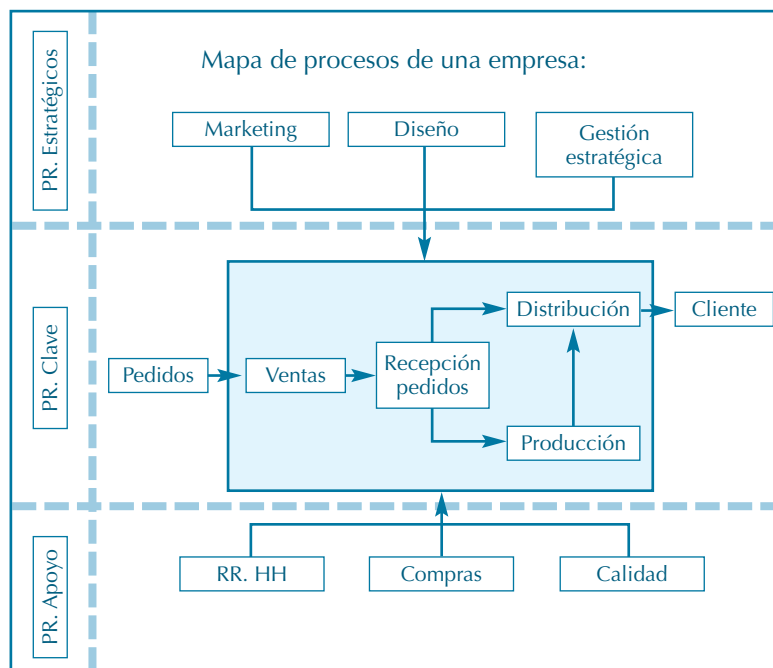 Mapa de procesos de una empresa:
PR. Estratégicos
Marketing
Diseño
Gestión
estratégica
PR. Clave
Pedidos
Ventas
Recepción
pedidos
Distribución
Cliente
Producción
PR. Apoyo
RR. HH
Compras
Calidad